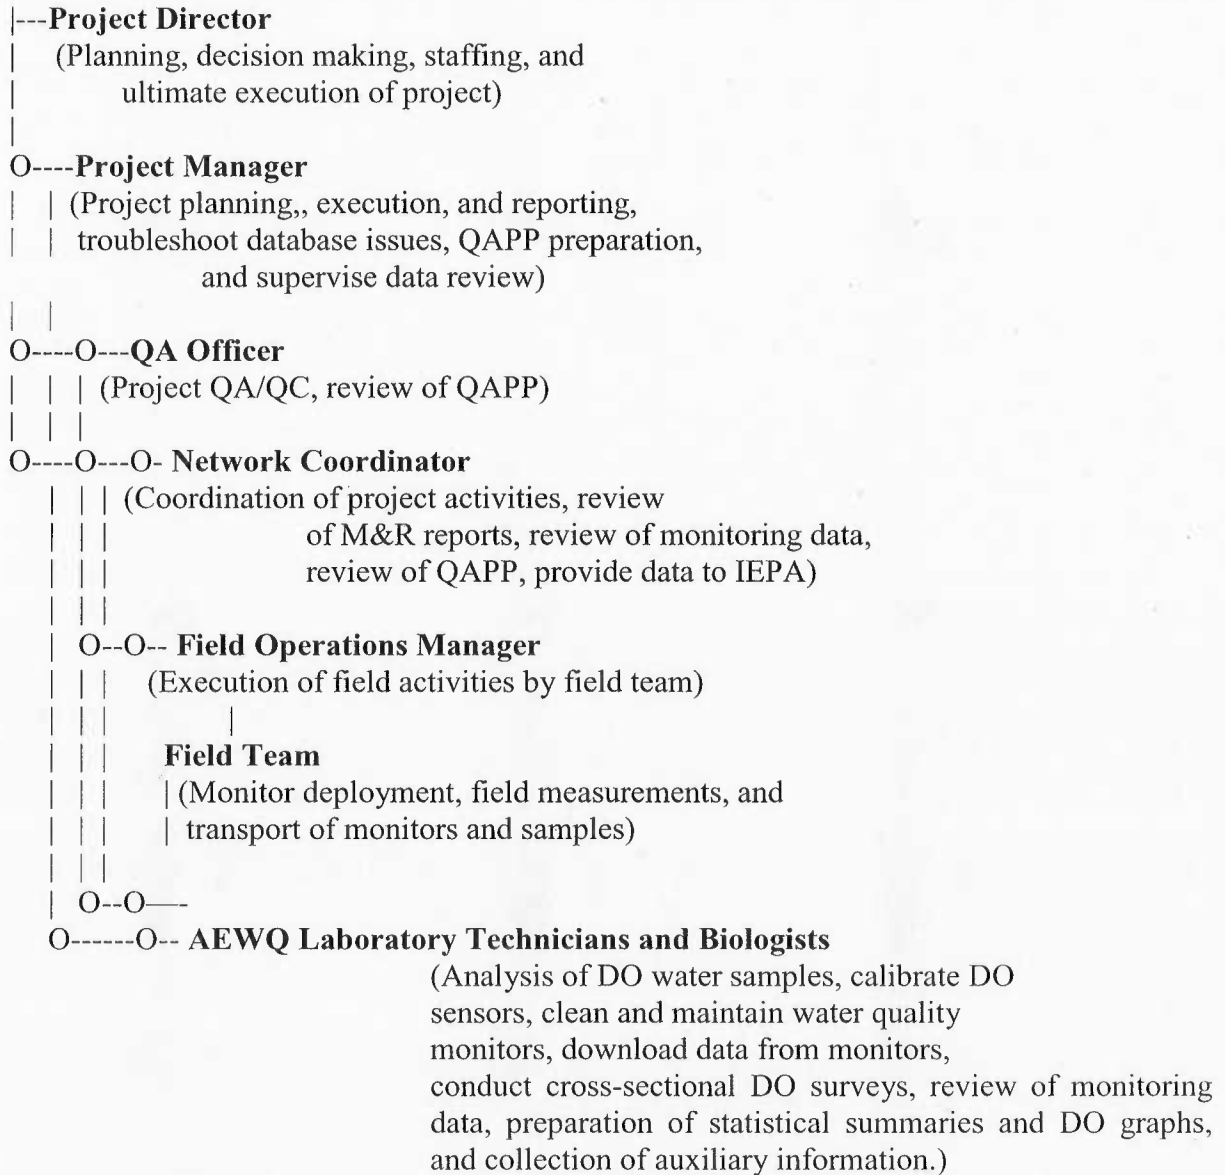 |---Project Director
| (Planning, decision making, staffing, and
| ultimate execution of project)
|
O----Project Manager
| | (Project planning,, execution, and reporting,
| | troubleshoot database issues, QAPP preparation,
and supervise data review)
| |
O----O---QA Officer
| | | (Project QA/QC, review of QAPP)
| | |
O----O---O- Network Coordinator
| | | (Coordination of project activities, review
| | | of M&R reports, review of monitoring data,
| | | review of QAPP, provide data to IEPA)
| | |
| O--O-- Field Operations Manager
| | | (Execution of field activities by field team)
| | | |
| | | Field Team
| | | | (Monitor deployment, field measurements, and
| | | | transport of monitors and samples)
| | |
| O--O—-
O------O-- AEWQ Laboratory Technicians and Biologists
(Analysis of DO water samples, calibrate DO
sensors, clean and maintain water quality
monitors, download data from monitors,
conduct cross-sectional DO surveys, review of monitoring
data, preparation of statistical summaries and DO graphs,
and collection of auxiliary information.)